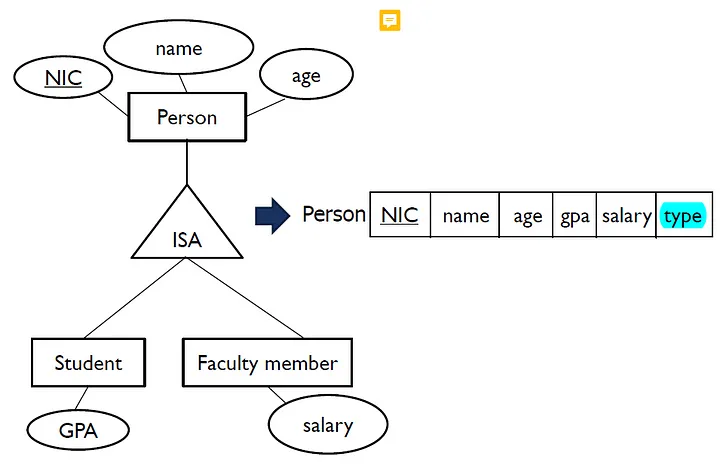 name
NIC
age
Person
ISA
Person NIC name age gpa salary type
Student
Faculty member
GPA
salary